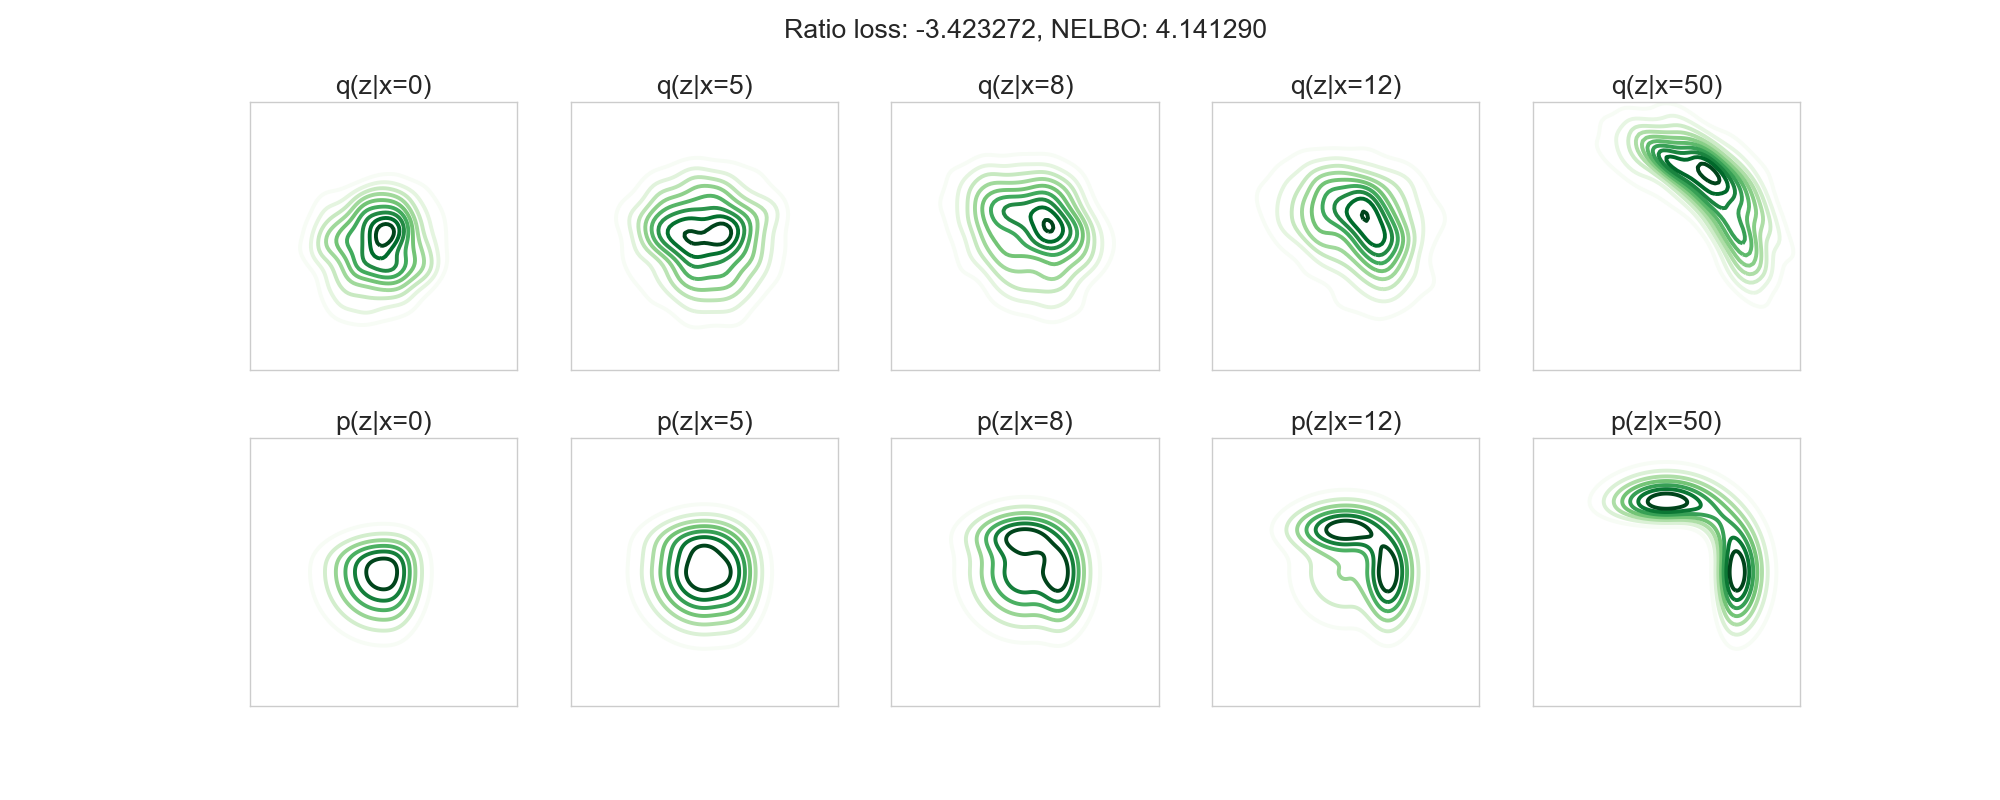 Ratio loss: -3.423272, NELBO: 4.141290
q(z|x=0) q(z|x=5) q(z|x=8) q(z|x=12) q(z|x=50)
p(z|x=0) p(z|x=5) p(z|x=8) p(z|x=12) p(z|x=50)